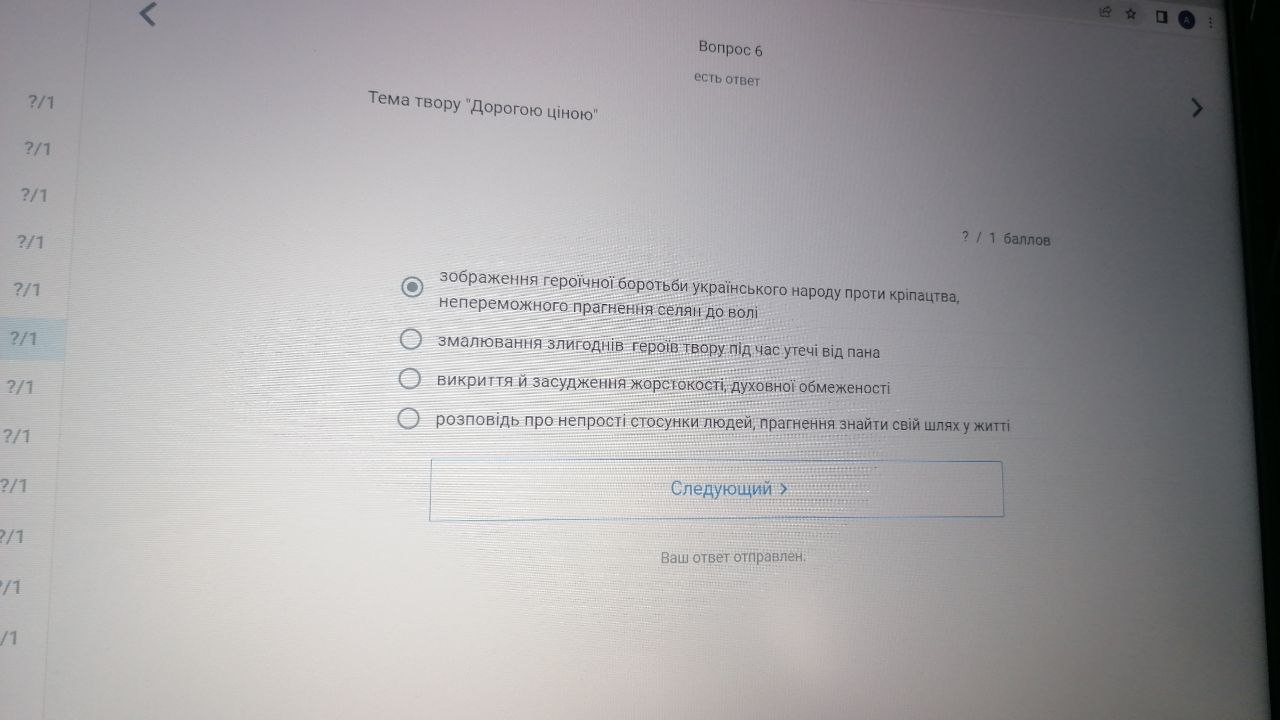 Вопрос 6
есть ответ
Тема твору "Дорогою ціною"
?/1
?/1
?/1
?/1
?/1
?/1
?/1
?/1
?/1
?/1
?/1
/1
? / 1 баллов
зображення героїчної боротьби українського народу проти кріпацтва,
непереможного прагнення селян до волі
змалювання злигоднів героїв твору під час утечі від пана
викриття й засудження жорстокості, духовної обмеженості
розповідь про непрості стосунки людей, прагнення знайти свій шлях у житті
Следующий >
Ваш ответ отправлен.